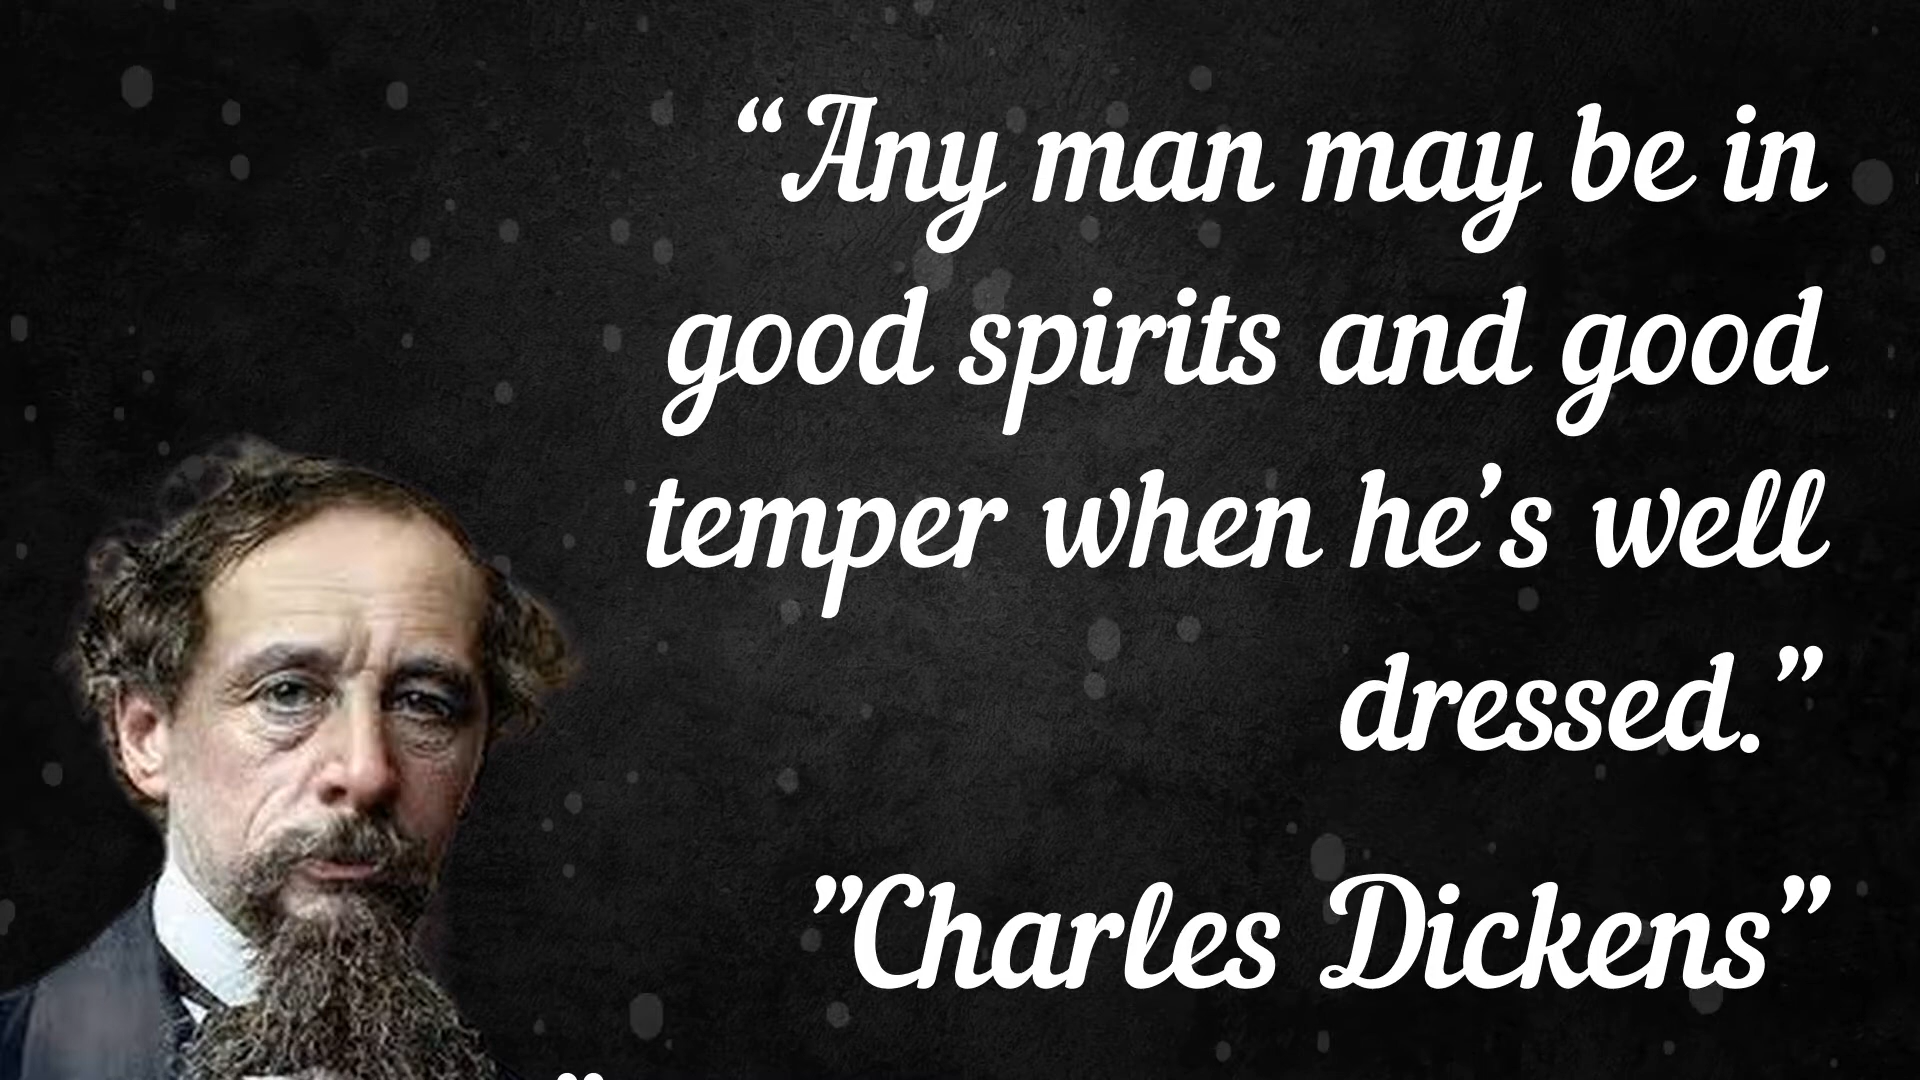 “Any man may be in
good spirits and good
temper when he’s well
dressed.”
”Charles Dickens”